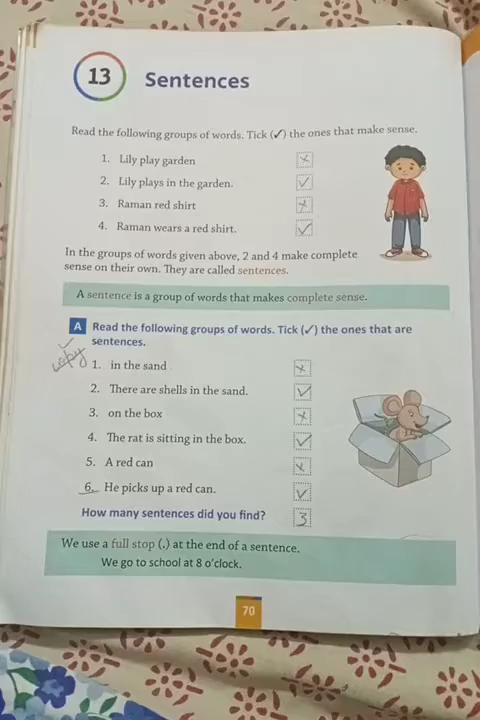 13 Sentences
Read the following groups of words. Tick (✓) the ones that make sense.
1. Lily play garden ×
2. Lily plays in the garden. ✓
3. Raman red shirt ×
4. Raman wears a red shirt. ✓
In the groups of words given above, 2 and 4 make complete
sense on their own. They are called sentences.
A sentence is a group of words that makes complete sense.
A Read the following groups of words. Tick (✓) the ones that are
sentences.
copy
1. in the sand ×
2. There are shells in the sand. ✓
3. on the box ×
4. The rat is sitting in the box. ✓
5. A red can ×
6. He picks up a red can. ✓
How many sentences did you find? 3
We use a full stop (.) at the end of a sentence.
We go to school at 8 o'clock.
70